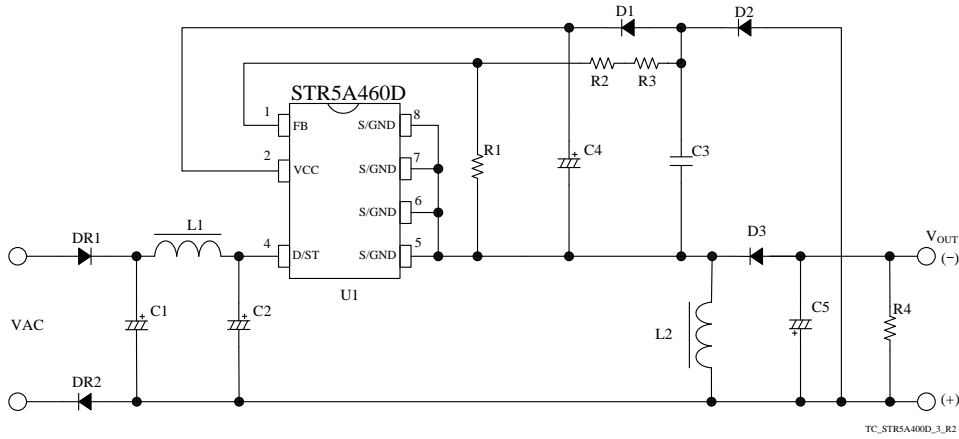 D1
D2
R2
R3
STR5A460D
1
FB
S/GND
8
R1
C4
C3
2
VCC
S/GND
7
S/GND
6
L1
DR1
4
D/ST
S/GND
5
D3
VOUT
(−)
U1
C1
C2
VAC
L2
C5
R4
DR2
(+)
TC_STR5A400D_3_R2
+
+
+
+